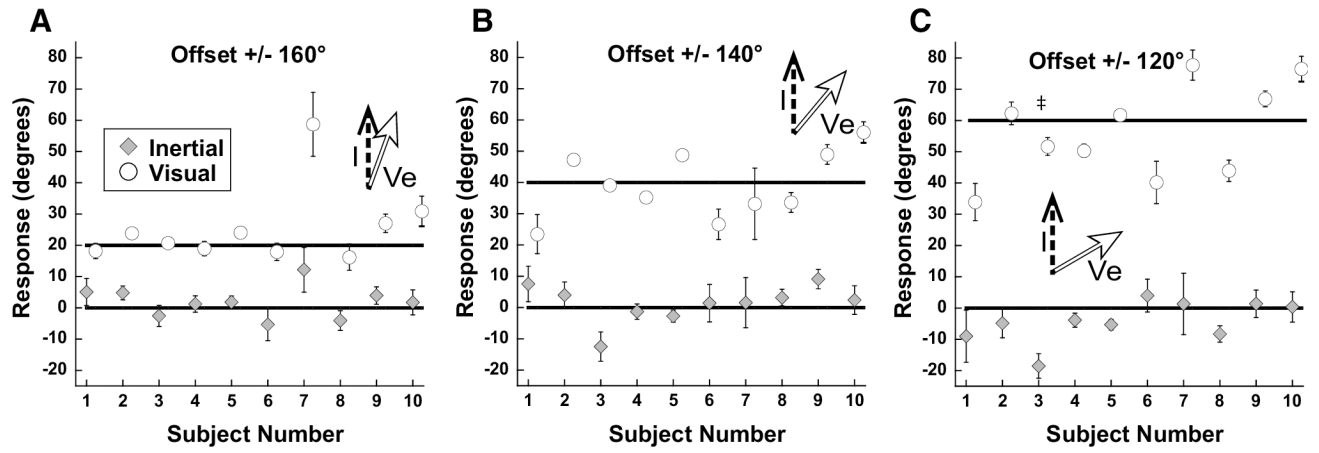 A
Offset +/- 160°
80
70
60
50
40
30
20
10
0
-10
-20
Response (degrees)
Inertial
Visual
I
Ve
1 2 3 4 5 6 7 8 9 10
Subject Number
B
Offset +/- 140°
80
70
60
50
40
30
20
10
0
-10
-20
Response (degrees)
I
Ve
1 2 3 4 5 6 7 8 9 10
Subject Number
C
Offset +/- 120°
80
70
60
50
40
30
20
10
0
-10
-20
Response (degrees)
‡
I
Ve
1 2 3 4 5 6 7 8 9 10
Subject Number